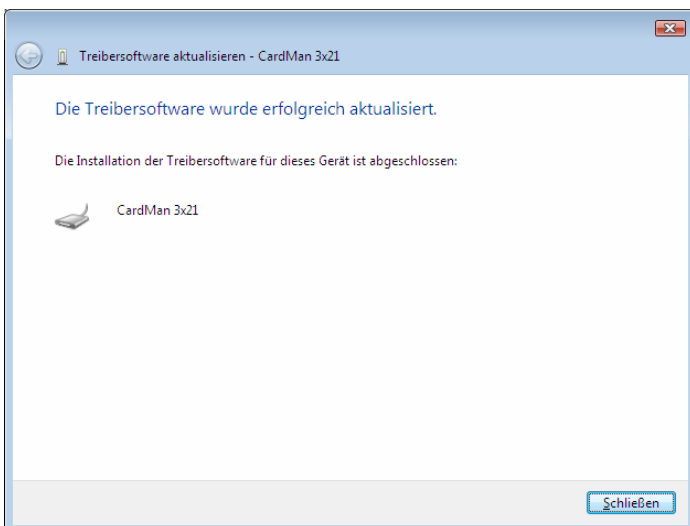 Treibersoftware aktualisieren - CardMan 3x21
Die Treibersoftware wurde erfolgreich aktualisiert.
Die Installation der Treibersoftware für dieses Gerät ist abgeschlossen:
CardMan 3x21
Schließen